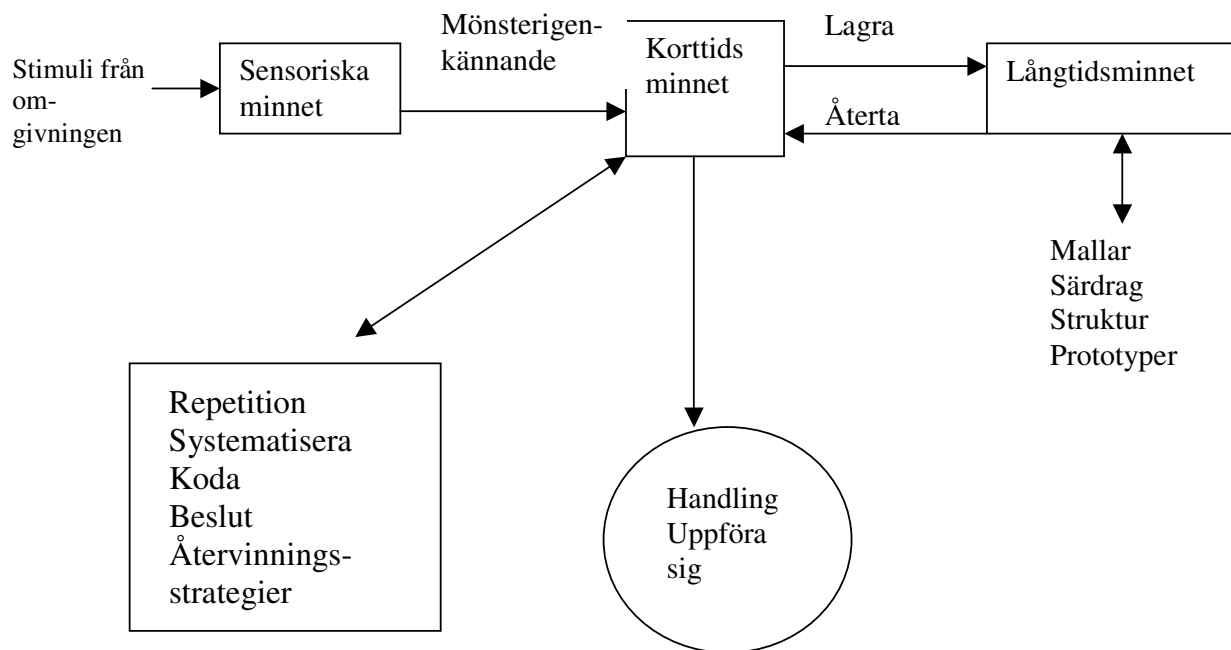 Stimuli från
om-
givningen
Sensoriska
minnet
Mönsterigen-
kännande
Korttids
minnet
Lagra
Återta
Långtidsminnet
Mallar
Särdrag
Struktur
Prototyper
Repetition
Systematisera
Koda
Beslut
Återvinnings-
strategier
Handling
Uppföra
sig